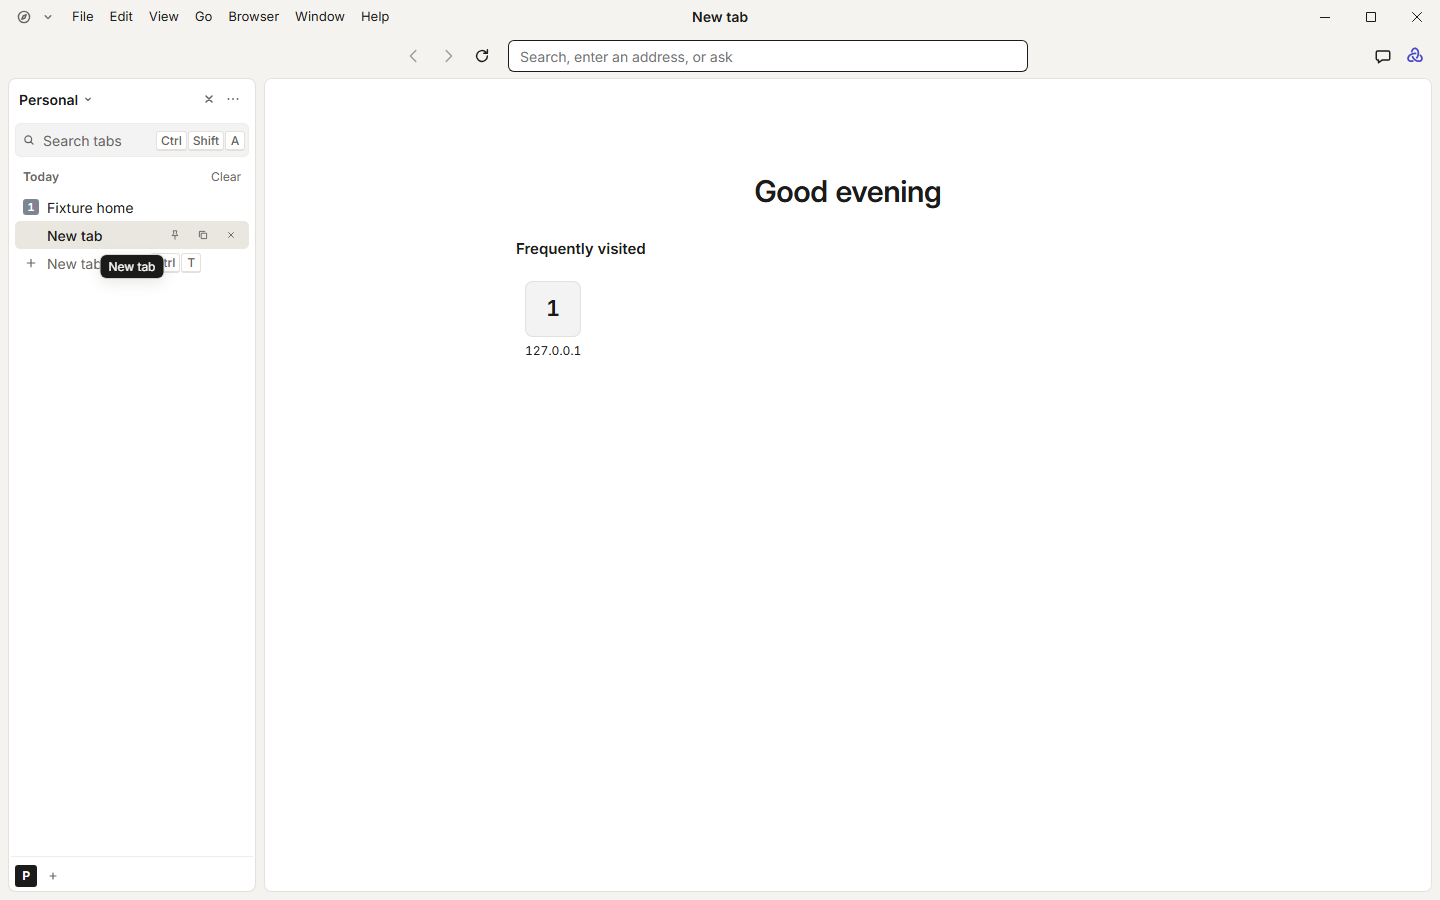 File Edit View Go Browser Window Help
New tab
Search, enter an address, or ask
Personal
Search tabs Ctrl Shift A
Today Clear
1 Fixture home
New tab
New tab T
New tab
Good evening
Frequently visited
1
127.0.0.1
P